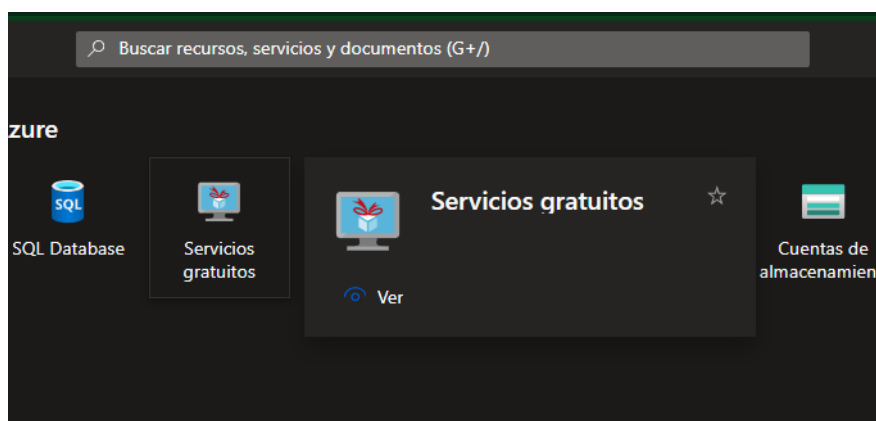 Buscar recursos, servicios y documentos (G+/)
zure
SQL
SQL Database
Servicios
gratuitos
Servicios gratuitos
Ver
Cuentas de
almacenamien